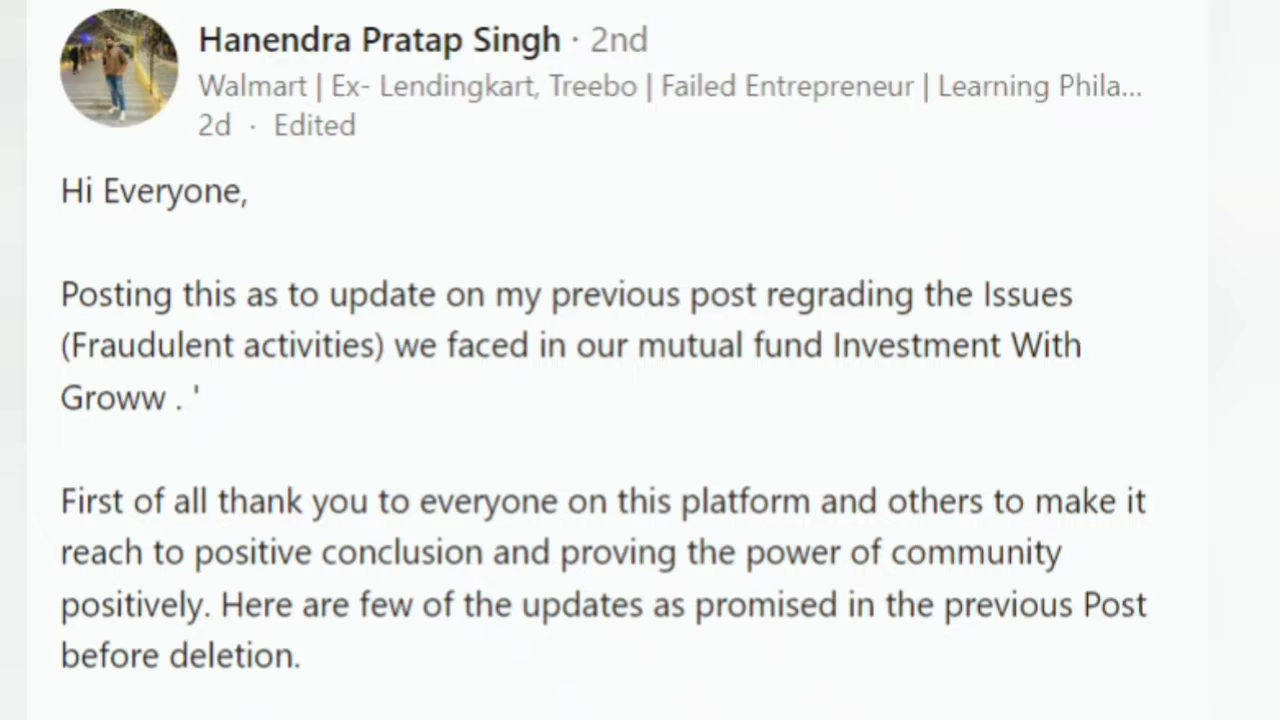 Hanendra Pratap Singh · 2nd
Walmart | Ex- Lendingkart, Treebo | Failed Entrepreneur | Learning Phila...
2d · Edited
Hi Everyone,
Posting this as to update on my previous post regrading the Issues
(Fraudulent activities) we faced in our mutual fund Investment With
Groww . '
First of all thank you to everyone on this platform and others to make it
reach to positive conclusion and proving the power of community
positively. Here are few of the updates as promised in the previous Post
before deletion.